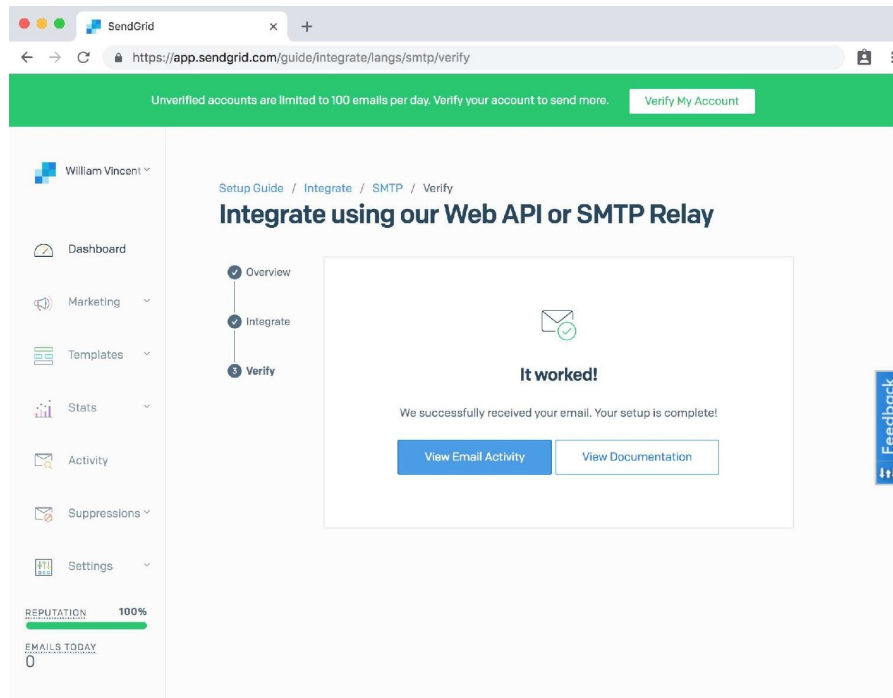 SendGrid
https://app.sendgrid.com/guide/integrate/langs/smtp/verify
Unverified accounts are limited to 100 emails per day. Verify your account to send more. Verify My Account
William Vincent
Setup Guide / Integrate / SMTP / Verify
Integrate using our Web API or SMTP Relay
Dashboard
Marketing
Templates
Stats
Activity
Suppressions
Settings
REPUTATION 100%
EMAILS TODAY
0
Overview
Integrate
3 Verify
It worked!
We successfully received your email. Your setup is complete!
View Email Activity View Documentation
Feedback